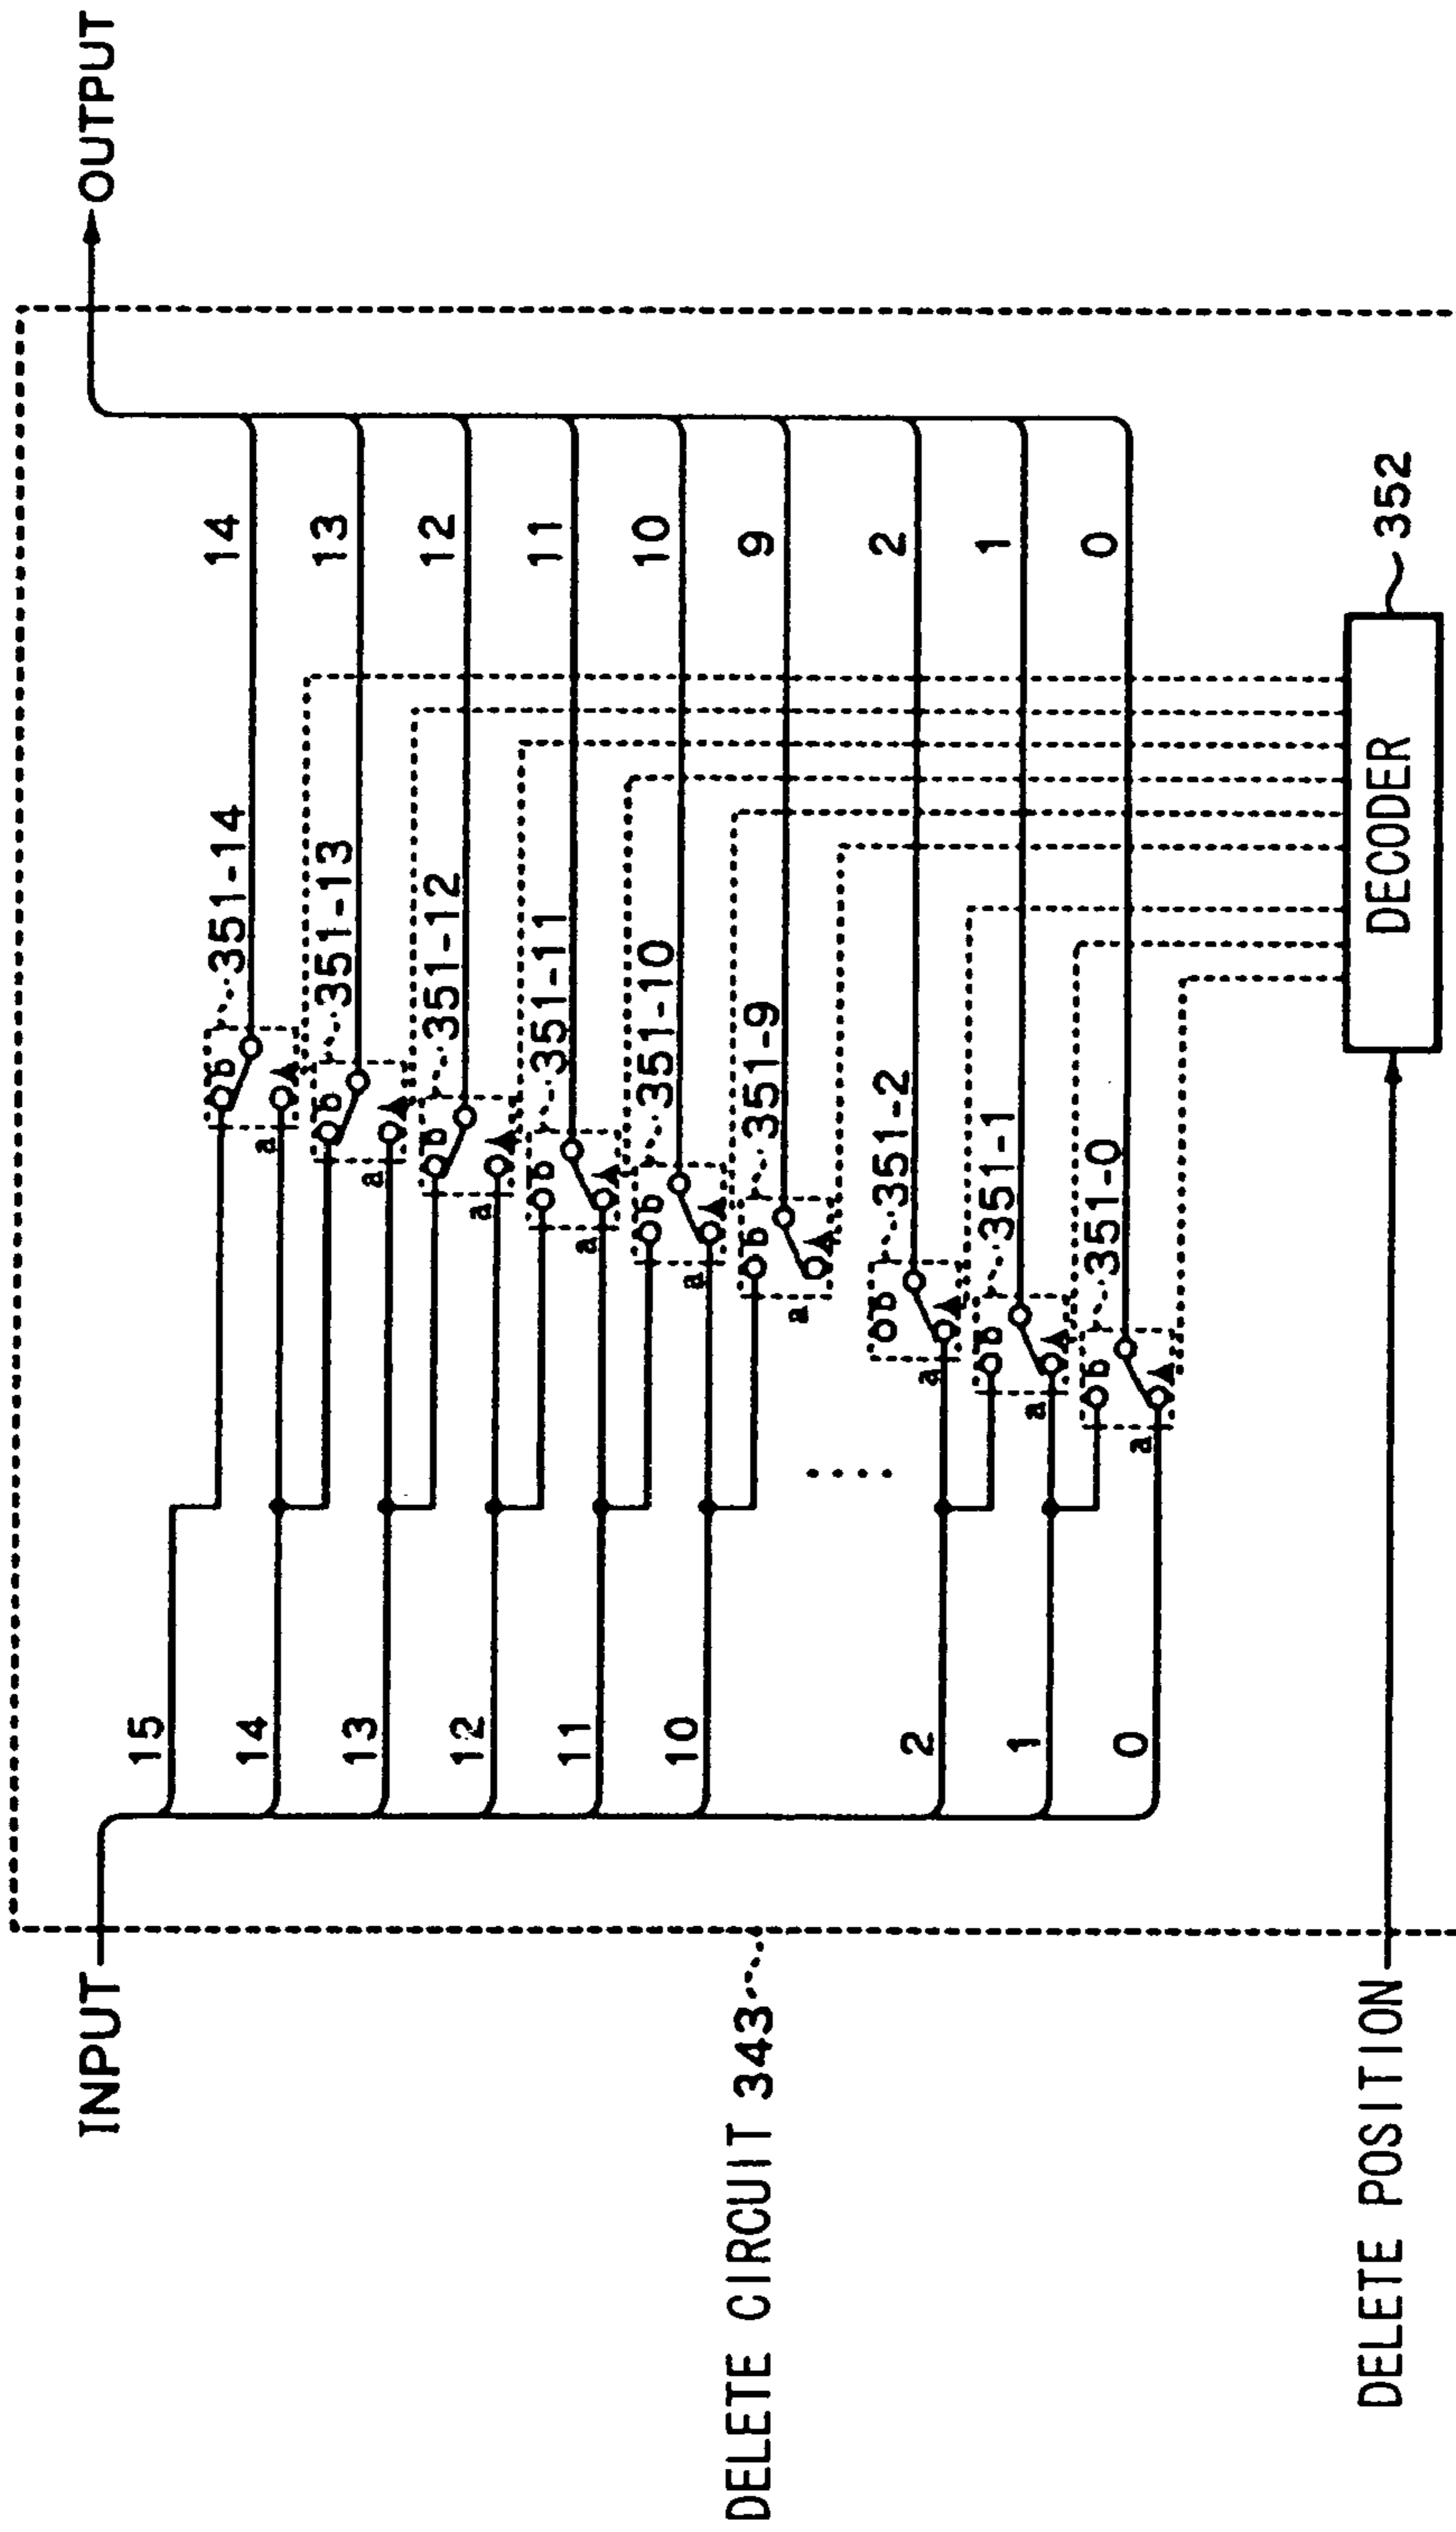 INPUT
OUTPUT
DELETE CIRCUIT 343
DELETE POSITION
15
14
13
12
11
10
2
1
0
b
a
351-14
14
b
a
351-13
13
b
a
351-12
12
b
a
351-11
11
b
a
351-10
10
b
a
351-9
9
b
a
351-2
2
b
a
351-1
1
b
a
351-0
0
DECODER
352